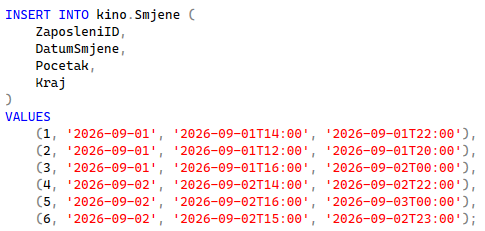 INSERT INTO kino.Smjene (
    ZaposleniID,
    DatumSmjene,
    Pocetak,
    Kraj
)
VALUES
    (1, '2026-09-01', '2026-09-01T14:00', '2026-09-01T22:00'),
    (2, '2026-09-01', '2026-09-01T12:00', '2026-09-01T20:00'),
    (3, '2026-09-01', '2026-09-01T16:00', '2026-09-02T00:00'),
    (4, '2026-09-02', '2026-09-02T14:00', '2026-09-02T22:00'),
    (5, '2026-09-02', '2026-09-02T16:00', '2026-09-03T00:00'),
    (6, '2026-09-02', '2026-09-02T15:00', '2026-09-02T23:00');